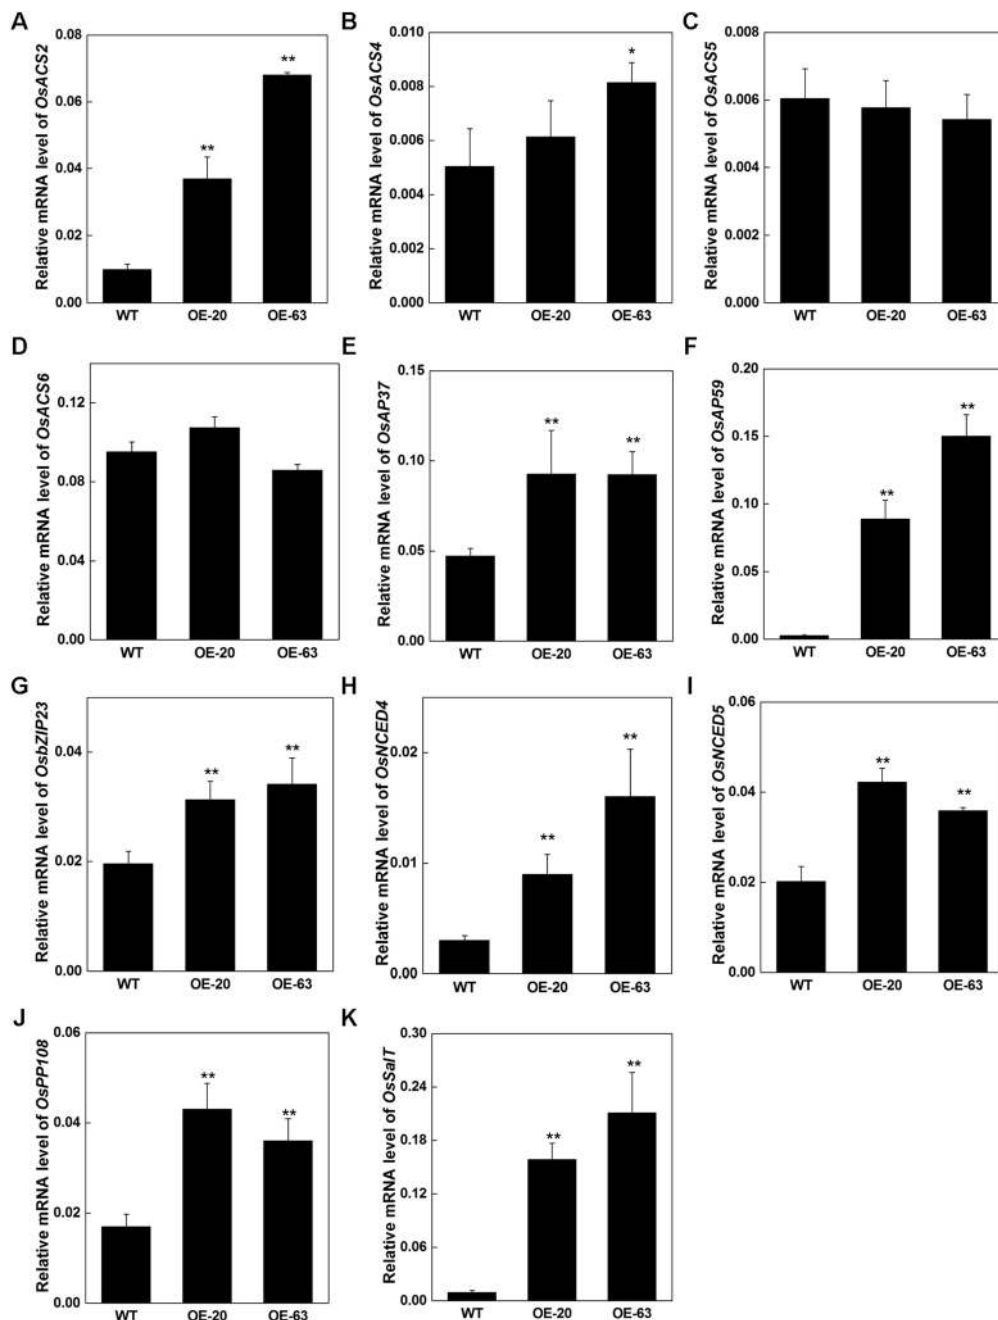 A
Relative mRNA level of OsACS2
0.08
0.06
0.04
0.02
0.00
**
**
WT OE-20 OE-63
B
Relative mRNA level of OsACS4
0.010
0.008
0.006
0.004
0.002
0.000
*
WT OE-20 OE-63
C
Relative mRNA level of OsACS5
0.008
0.006
0.004
0.002
0.000
WT OE-20 OE-63
D
Relative mRNA level of OsACS6
0.12
0.08
0.04
0.00
WT OE-20 OE-63
E
Relative mRNA level of OsAP37
0.15
0.10
0.05
0.00
** **
WT OE-20 OE-63
F
Relative mRNA level of OsAP59
0.20
0.15
0.10
0.05
0.00
**
**
WT OE-20 OE-63
G
Relative mRNA level of OsbZIP23
0.04
0.02
0.00
**
**
WT OE-20 OE-63
H
Relative mRNA level of OsNCED4
0.02
0.01
0.00
**
**
WT OE-20 OE-63
I
Relative mRNA level of OsNCED5
0.06
0.04
0.02
0.00
**
**
WT OE-20 OE-63
J
Relative mRNA level of OsPP108
0.06
0.04
0.02
0.00
**
**
WT OE-20 OE-63
K
Relative mRNA level of OsSalT
0.30
0.24
0.18
0.12
0.06
0.00
**
**
WT OE-20 OE-63